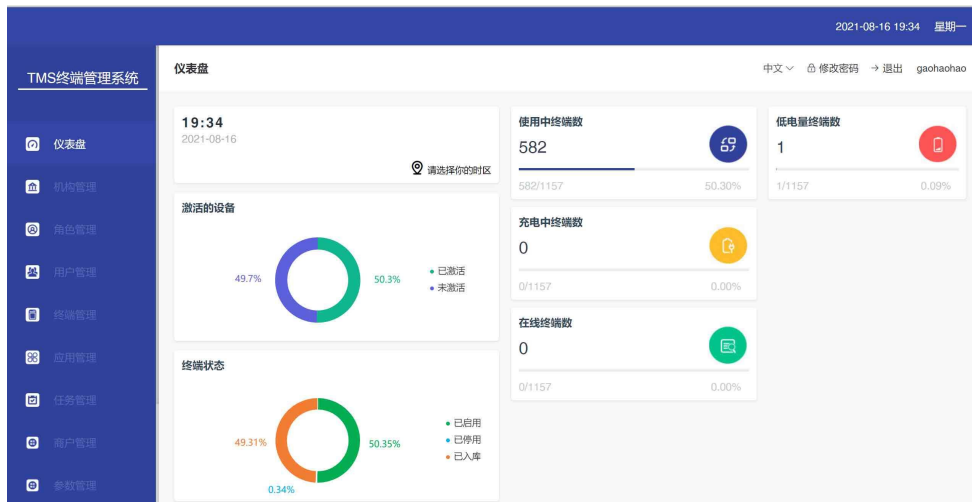 2021-08-16 19:34 星期一
TMS终端管理系统
仪表盘
机构管理
角色管理
用户管理
终端管理
应用管理
任务管理
商户管理
参数管理
仪表盘
中文 修改密码 退出 gaohaohao
19:34
2021-08-16
请选择你的时区
激活的设备
49.7%
50.3%
已激活
未激活
终端状态
49.31%
50.35%
0.34%
已启用
已停用
已入库
使用中终端数
582
582/1157 50.30%
充电中终端数
0
0/1157 0.00%
在线终端数
0
0/1157 0.00%
低电量终端数
1
1/1157 0.09%